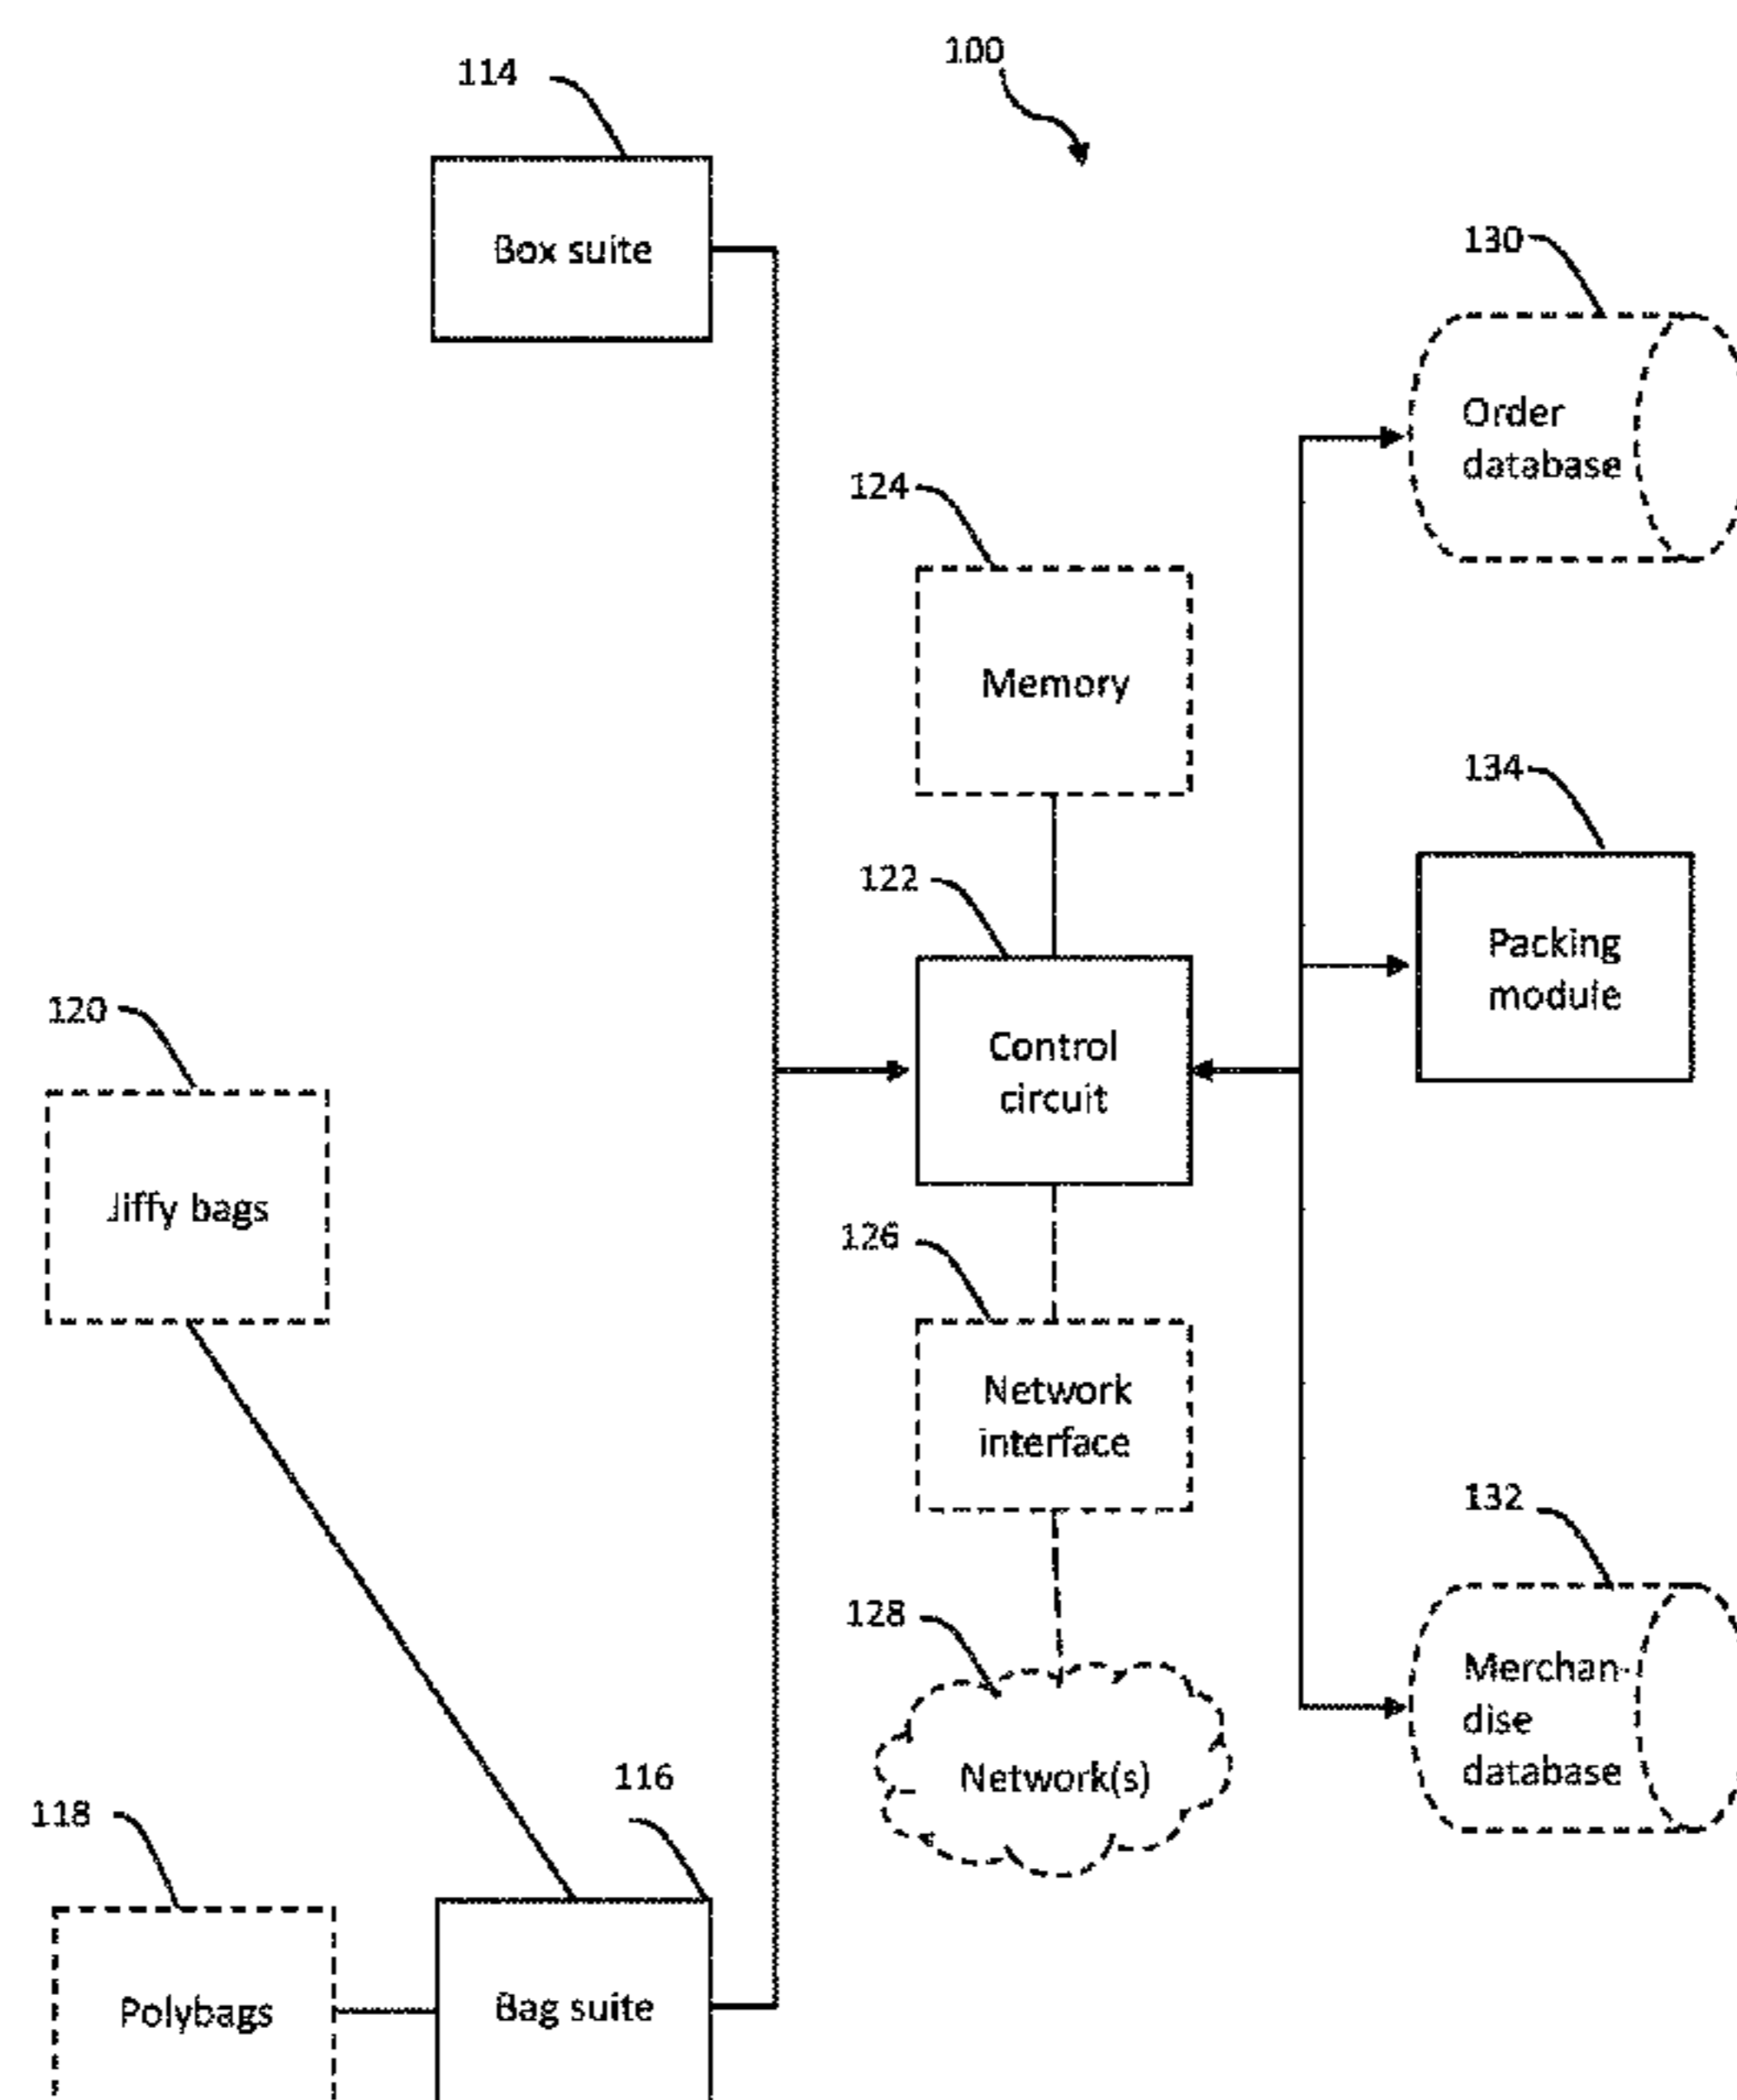 100
114
Box suite
130
Order
database
124
Memory
134
Packing
module
122
Control
circuit
120
Jiffy bags
126
Network
interface
132
Merchan-
dise
database
128
Network(s)
116
Bag suite
118
Polybags